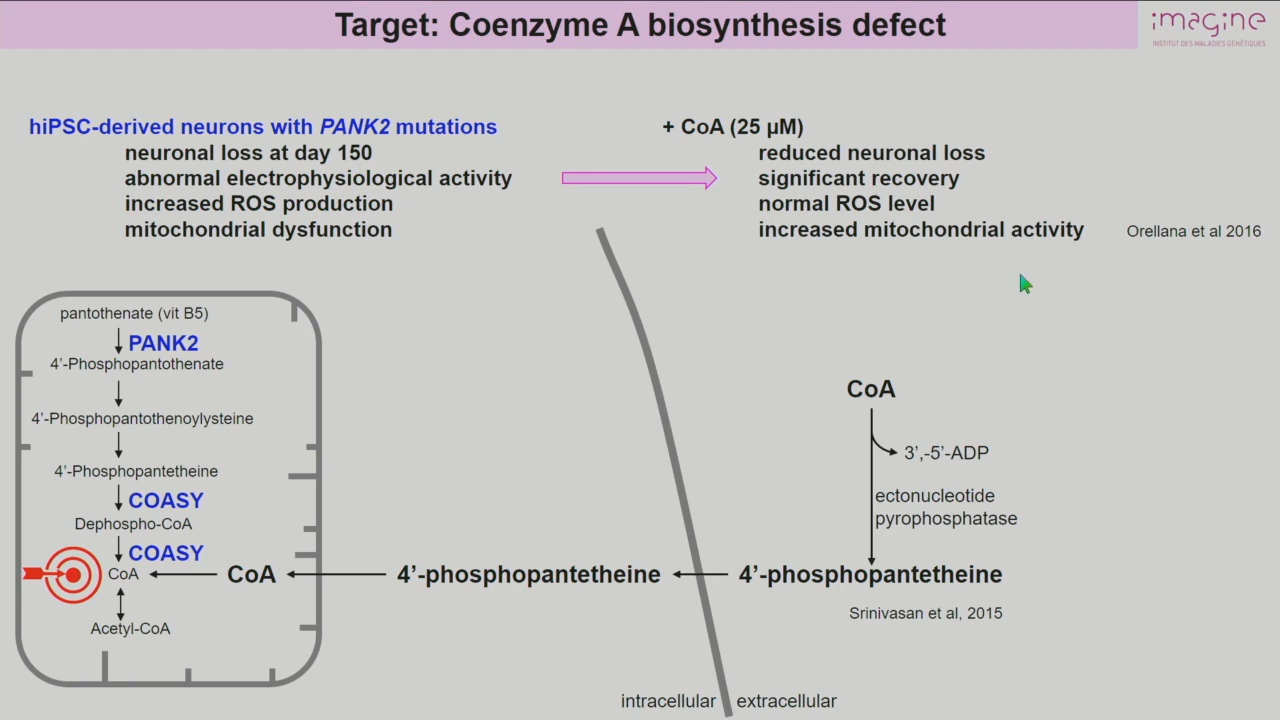 Target: Coenzyme A biosynthesis defect
imagine
INSTITUT DES MALADIES GÉNÉTIQUES
hiPSC-derived neurons with PANK2 mutations
neuronal loss at day 150
abnormal electrophysiological activity
increased ROS production
mitochondrial dysfunction
+ CoA (25 µM)
reduced neuronal loss
significant recovery
normal ROS level
increased mitochondrial activity
Orellana et al 2016
pantothenate (vit B5)
PANK2
4’-Phosphopantothenate
4’-Phosphopantothenoylysteine
4’-Phosphopantetheine
COASY
Dephospho-CoA
COASY
CoA
Acetyl-CoA
CoA
4’-phosphopantetheine
CoA
3’,-5’-ADP
ectonucleotide
pyrophosphatase
4’-phosphopantetheine
Srinivasan et al, 2015
intracellular
extracellular